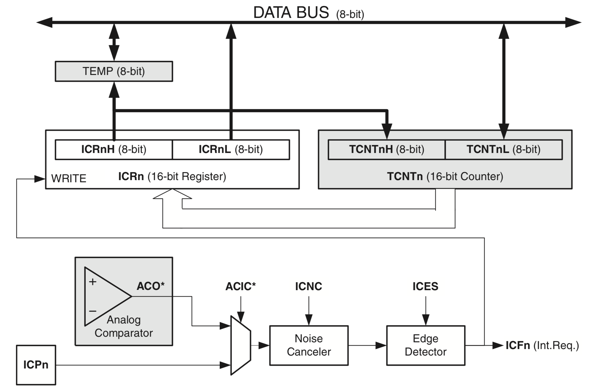 DATA BUS (8-bit)
TEMP (8-bit)
ICRnH (8-bit) ICRnL (8-bit)
TCNTnH (8-bit) TCNTnL (8-bit)
WRITE
ICRn (16-bit Register)
TCNTn (16-bit Counter)
+
−
ACO*
Analog
Comparator
ACIC*
ICNC
ICES
Noise
Canceler
Edge
Detector
ICFn (Int.Req.)
ICPn